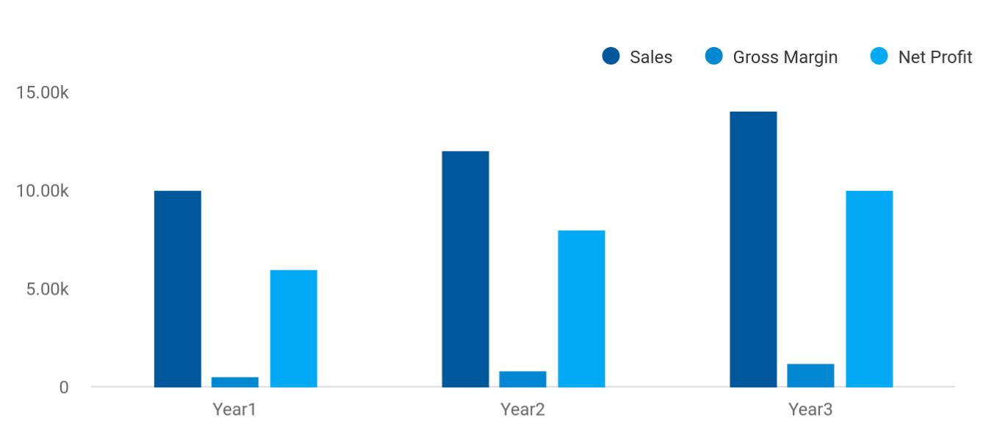 Sales Gross Margin Net Profit
15.00k
10.00k
5.00k
0
Year1 Year2 Year3